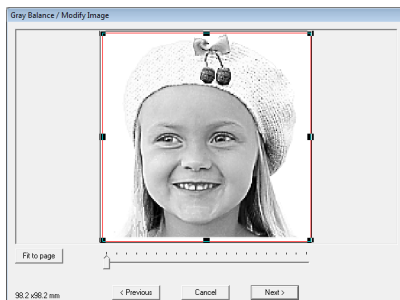 Gray Balance / Modify Image
Fit to page
98.2 x98.2 mm
< Previous
Cancel
Next >